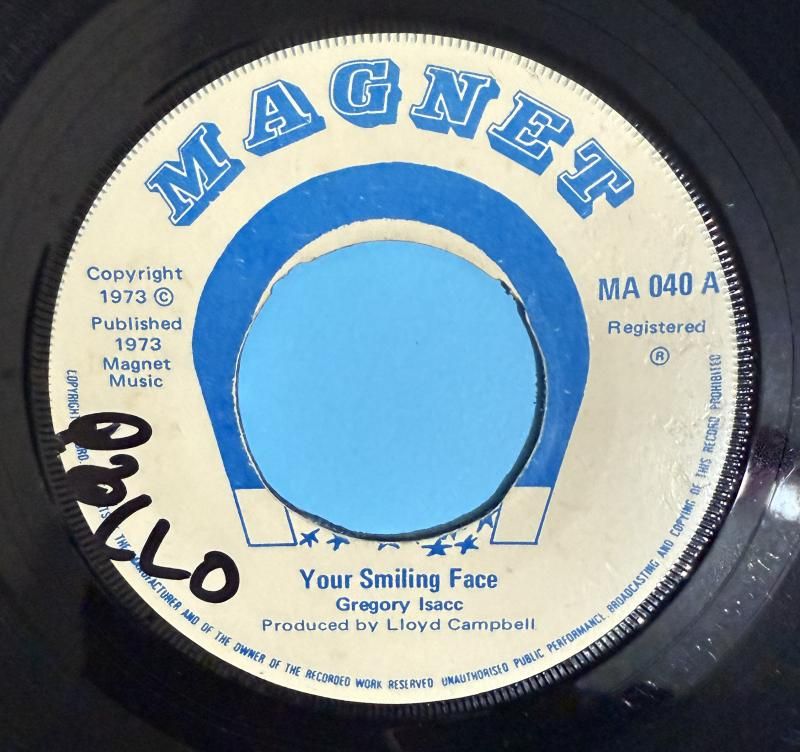 MAGNET
Copyright
1973 ©
Published
1973
Magnet
Music
MA 040 A
Registered
®
Your Smiling Face
Gregory Isacc
Produced by Lloyd Campbell
COPYRIGHT
THE MANUFACTURER AND OF THE OWNER OF THE RECORDED WORK RESERVED UNAUTHORISED PUBLIC PERFORMANCE. BROADCASTING AND COPYING OF THIS RECORD PROHIBITED